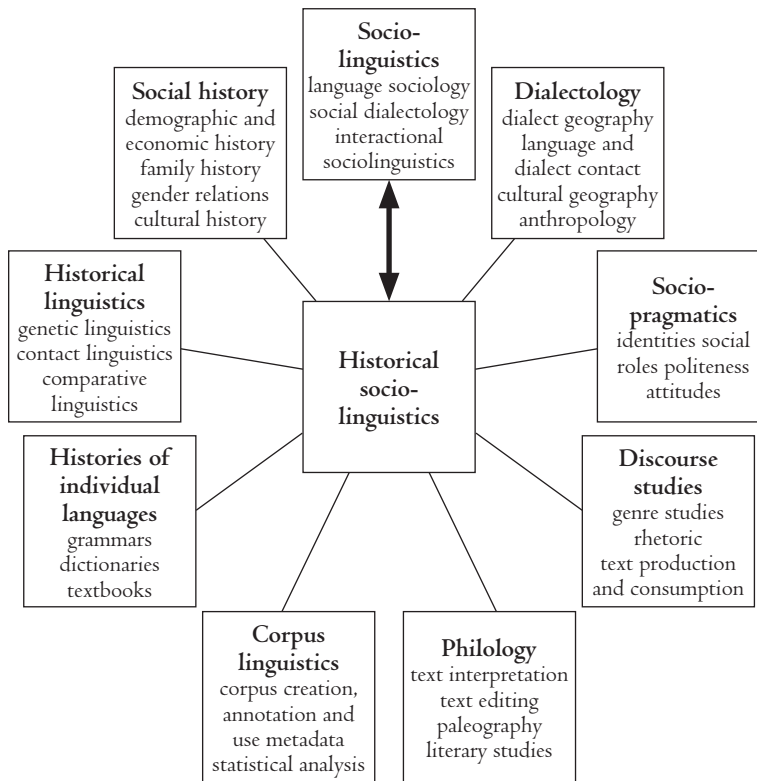 Socio-
linguistics
language sociology
social dialectology
interactional
sociolinguistics
Social history
demographic and
economic history
family history
gender relations
cultural history
Dialectology
dialect geography
language and
dialect contact
cultural geography
anthropology
Historical
linguistics
genetic linguistics
contact linguistics
comparative
linguistics
Socio-
pragmatics
identities social
roles politeness
attitudes
Historical
socio-
linguistics
Histories of
individual
languages
grammars
dictionaries
textbooks
Discourse
studies
genre studies
rhetoric
text production
and consumption
Corpus
linguistics
corpus creation,
annotation and
use metadata
statistical analysis
Philology
text interpretation
text editing
paleography
literary studies